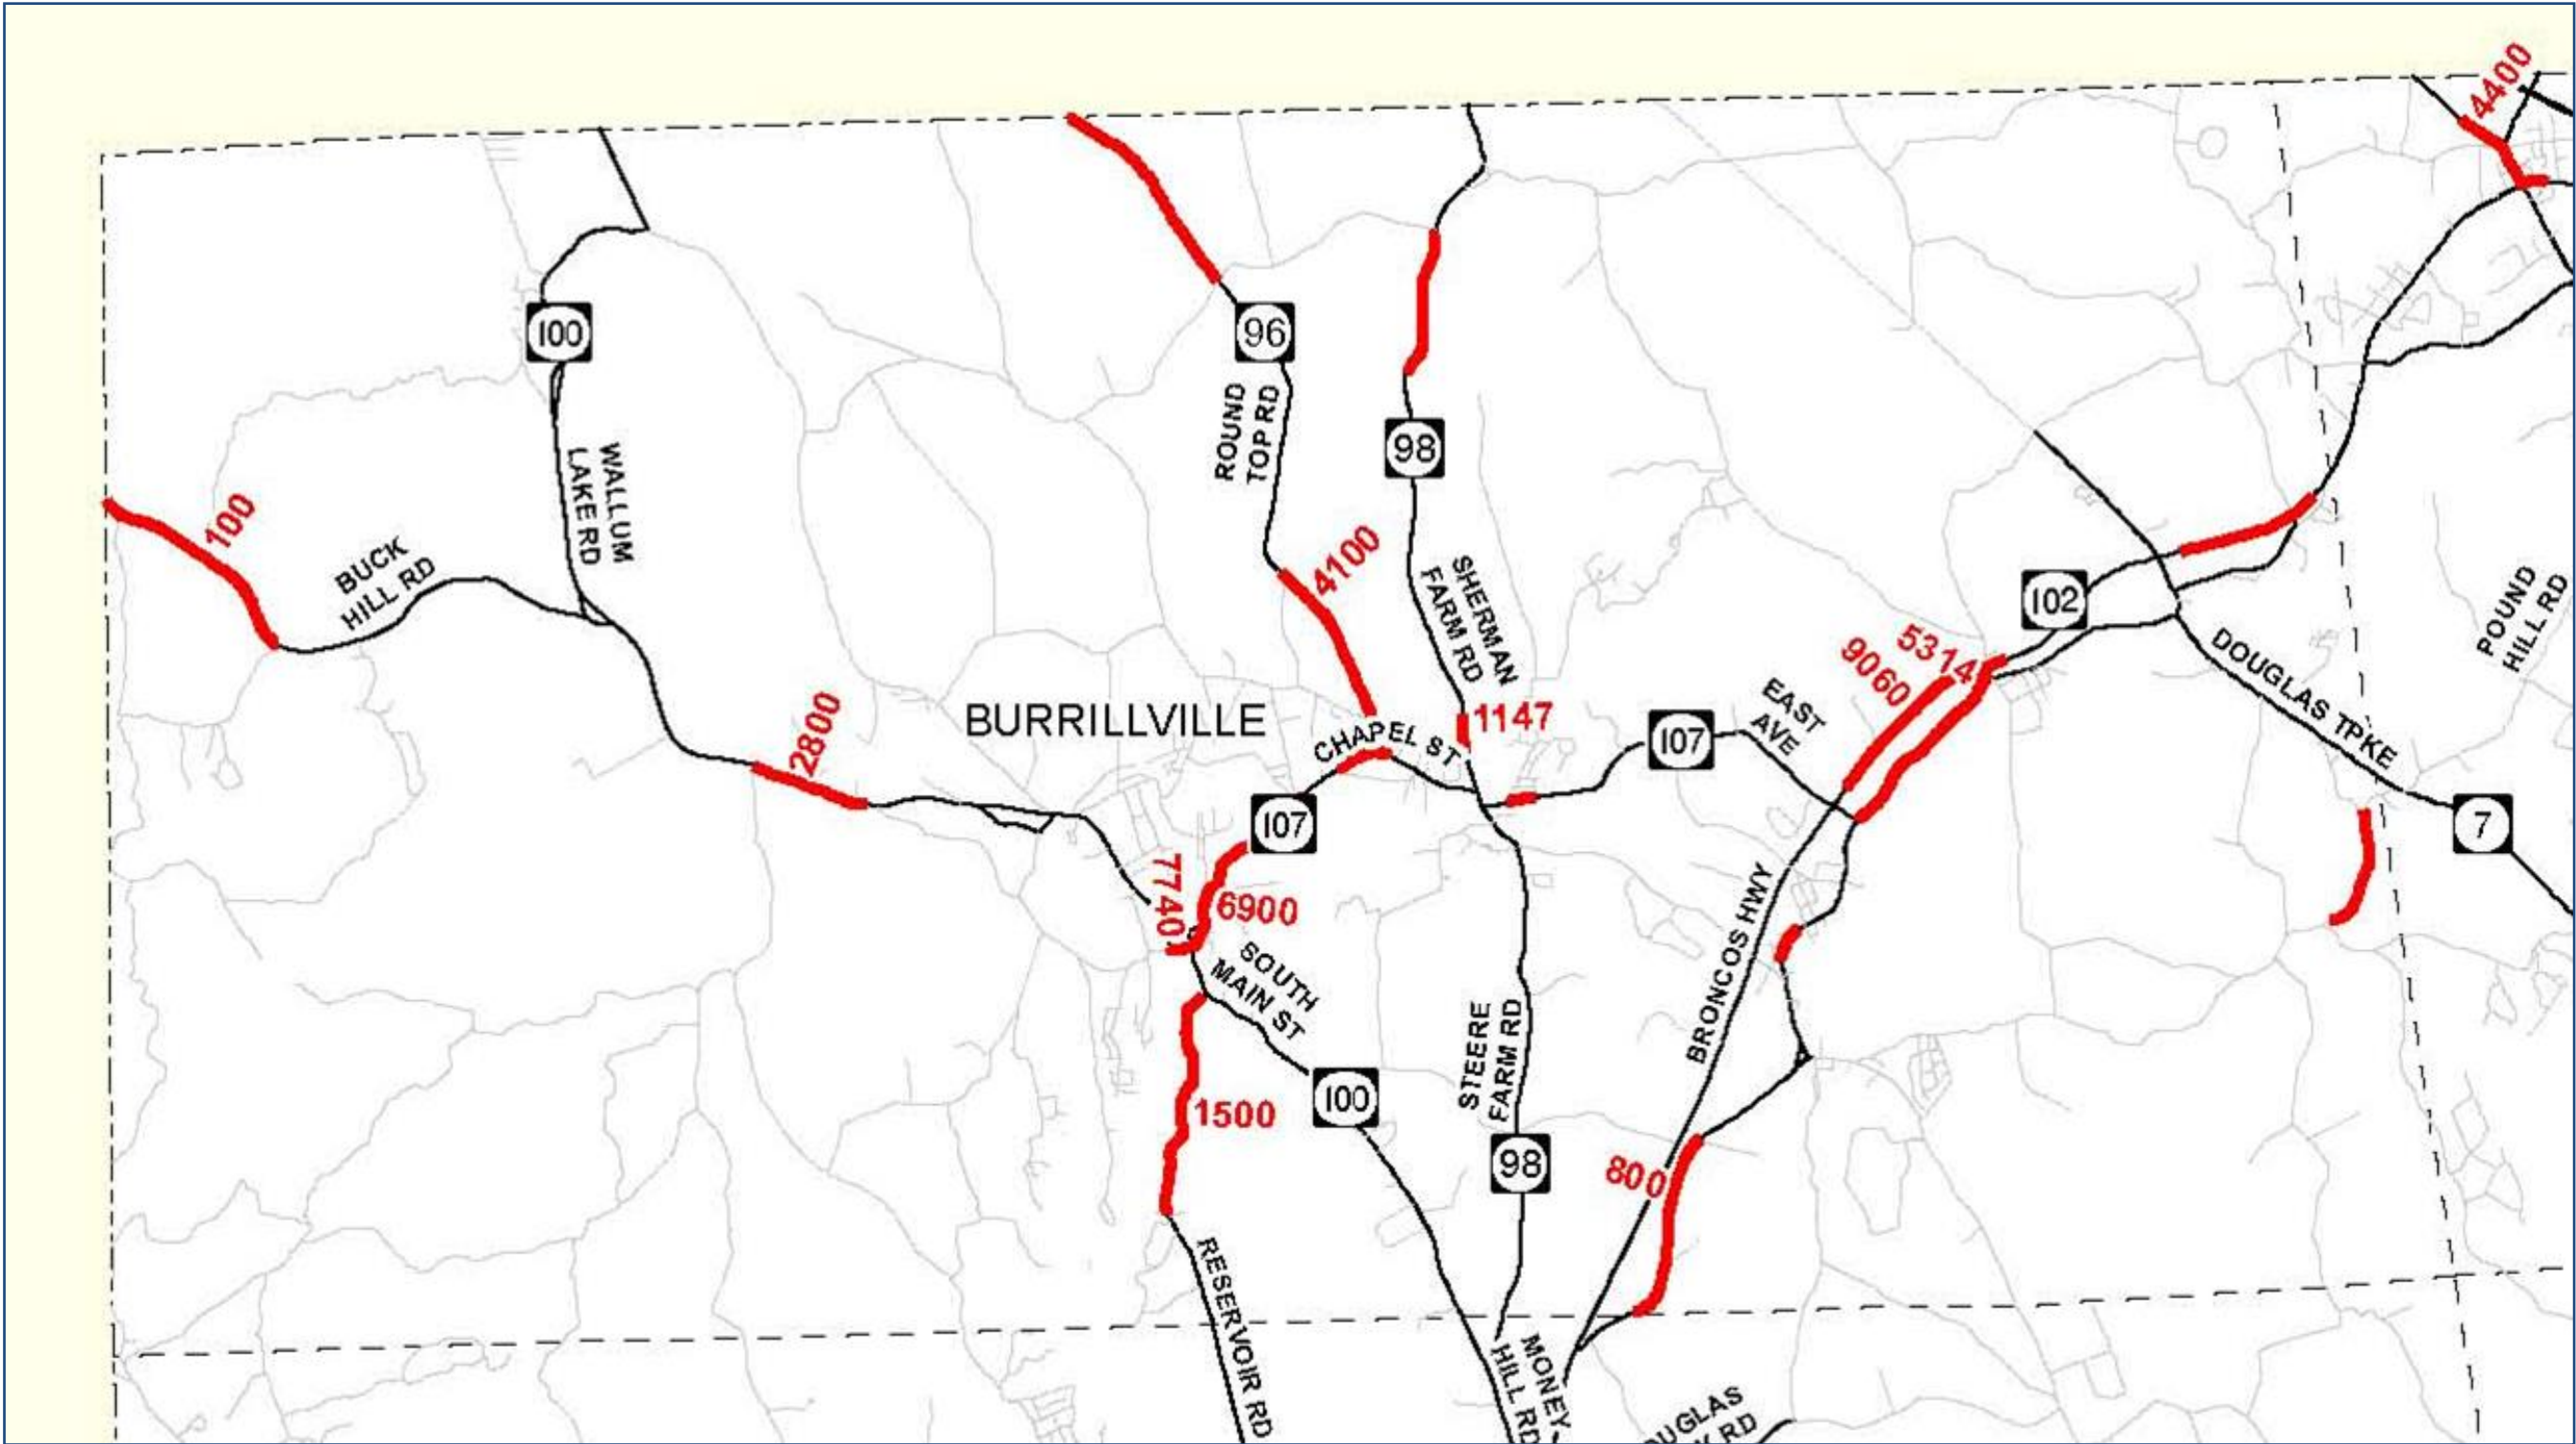 4400
100
96
ROUND
TOP RD
98
WALLUM
LAKE RD
100
BUCK
HILL RD
4100
SHERMAN
FARM RD
102
POUND
HILL RD
5314
9060
DOUGLAS TPKE
2800
BURRILLVILLE
CHAPEL ST
1147
107
EAST
AVE
107
7
7740
6900
SOUTH
MAIN ST
BRONCOS HWY
STEERE
FARM RD
100
1500
98
800
RESERVOIR RD
MONEY
HILL RD
OUGLAS
RD